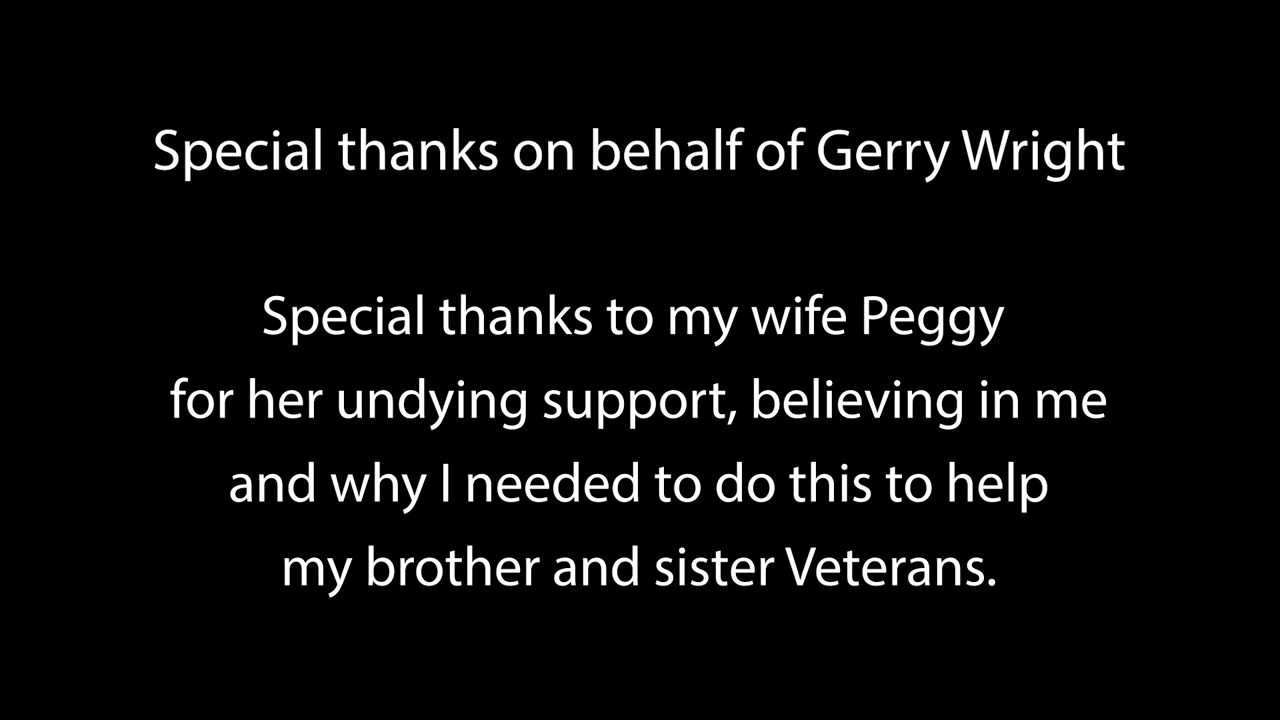 Special thanks on behalf of Gerry Wright
Special thanks to my wife Peggy
for her undying support, believing in me
and why I needed to do this to help
my brother and sister Veterans.